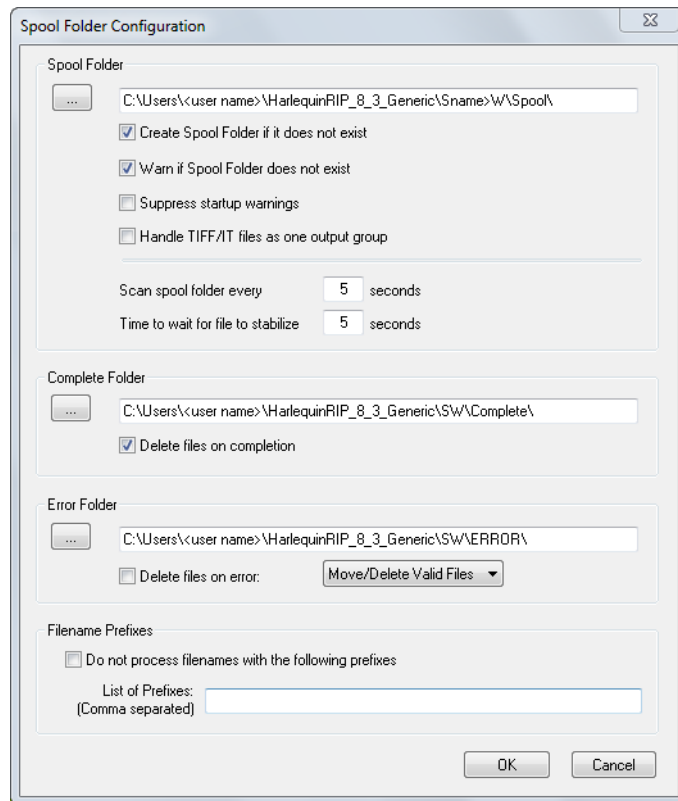 Spool Folder Configuration
Spool Folder
... C:\Users\<user name>\HarlequinRIP_8_3_Generic\Sname>W\Spool\
Create Spool Folder if it does not exist
Warn if Spool Folder does not exist
Suppress startup warnings
Handle TIFF/IT files as one output group
Scan spool folder every 5 seconds
Time to wait for file to stabilize 5 seconds
Complete Folder
... C:\Users\<user name>\HarlequinRIP_8_3_Generic\SW\Complete\
Delete files on completion
Error Folder
... C:\Users\<user name>\HarlequinRIP_8_3_Generic\SW\ERROR\
Delete files on error: Move/Delete Valid Files
Filename Prefixes
Do not process filenames with the following prefixes
List of Prefixes:
(Comma separated)
OK Cancel